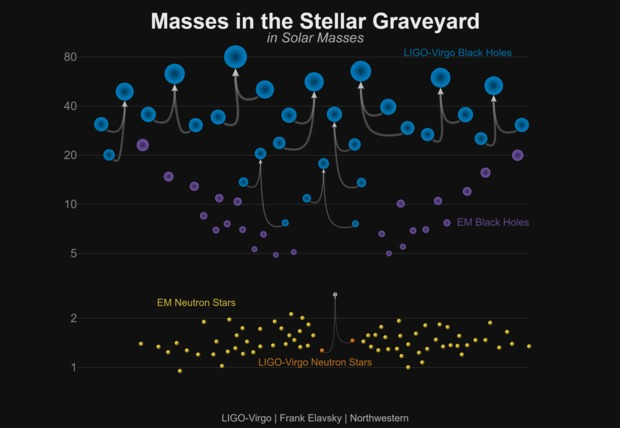 Masses in the Stellar Graveyard
in Solar Masses
80
LIGO-Virgo Black Holes
40
20
10
EM Black Holes
5
EM Neutron Stars
2
LIGO-Virgo Neutron Stars
1
LIGO-Virgo | Frank Elavsky | Northwestern